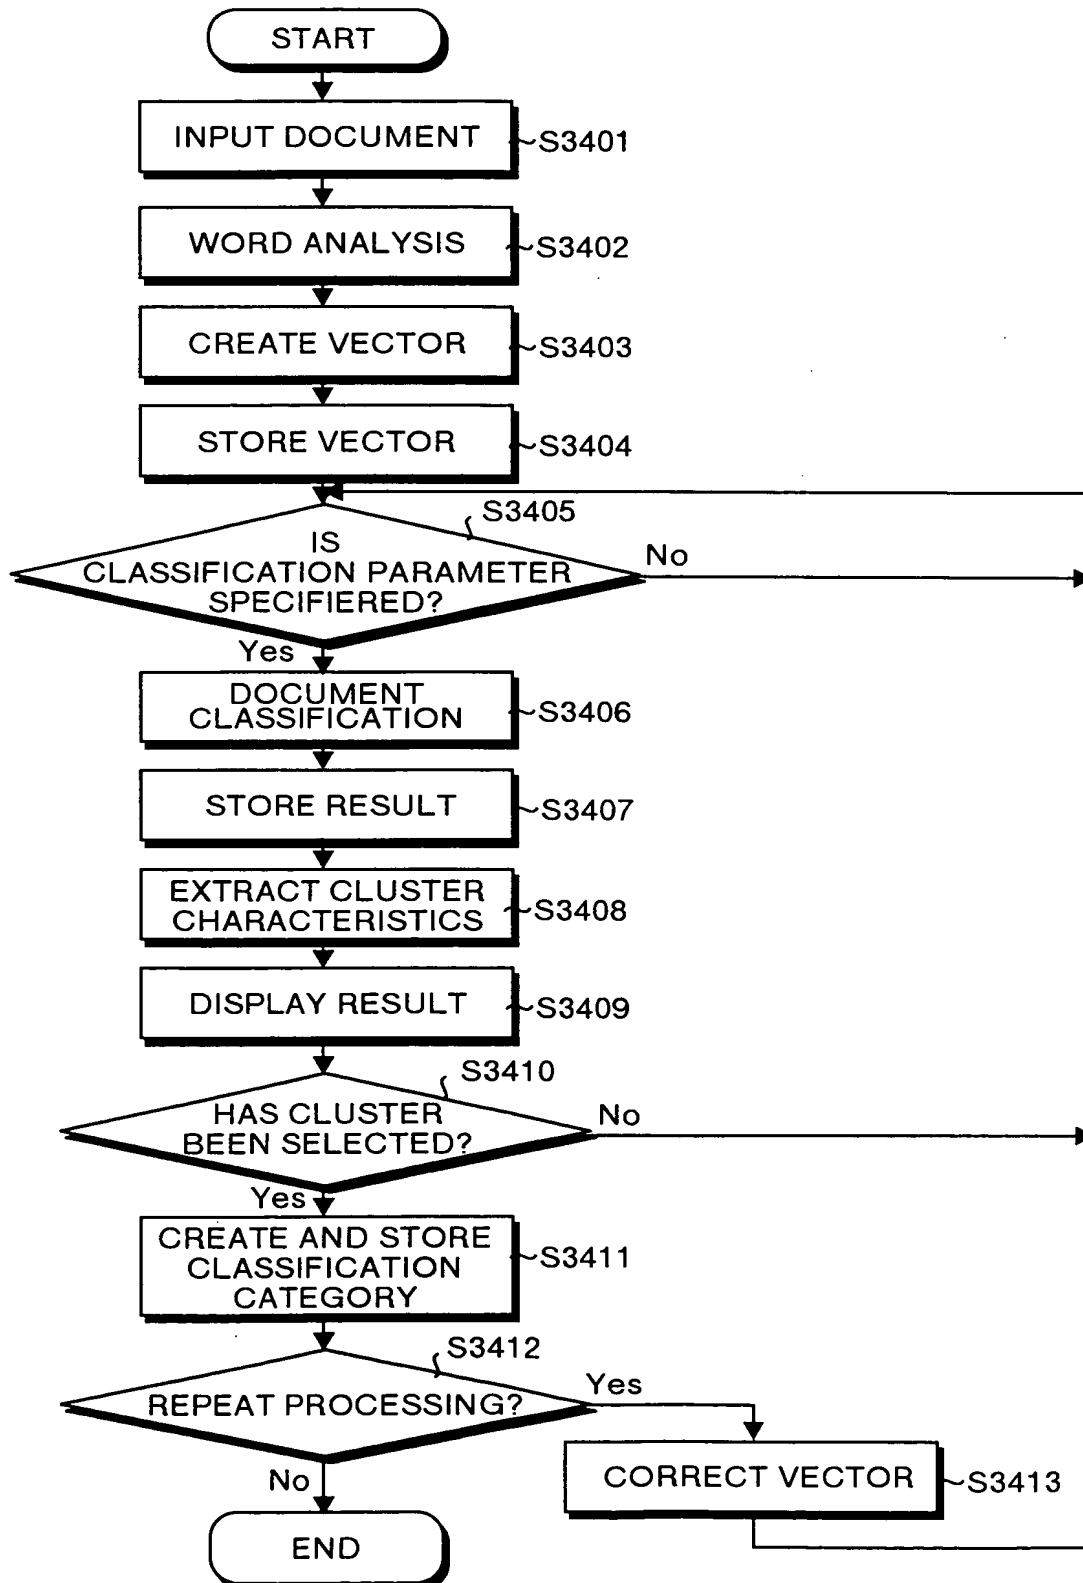 START
INPUT DOCUMENT
S3401
WORD ANALYSIS
S3402
CREATE VECTOR
S3403
STORE VECTOR
S3404
S3405
IS
CLASSIFICATION PARAMETER
SPECIFIERED?
No
Yes
DOCUMENT
CLASSIFICATION
S3406
STORE RESULT
S3407
EXTRACT CLUSTER
CHARACTERISTICS
S3408
DISPLAY RESULT
S3409
S3410
HAS CLUSTER
BEEN SELECTED?
No
Yes
CREATE AND STORE
CLASSIFICATION
CATEGORY
S3411
S3412
REPEAT PROCESSING?
Yes
No
CORRECT VECTOR
S3413
END